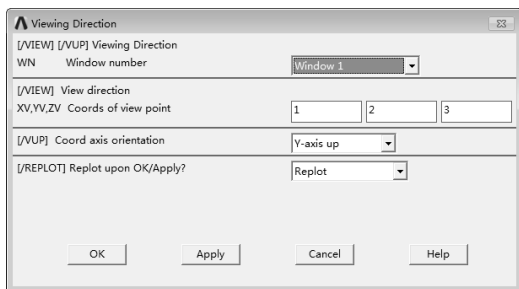 Viewing Direction
[/VIEW] [/VUP] Viewing Direction
WN Window number Window 1
[/VIEW] View direction
XV,YV,ZV Coords of view point 1 2 3
[/VUP] Coord axis orientation Y-axis up
[/REPLOT] Replot upon OK/Apply? Replot
OK Apply Cancel Help